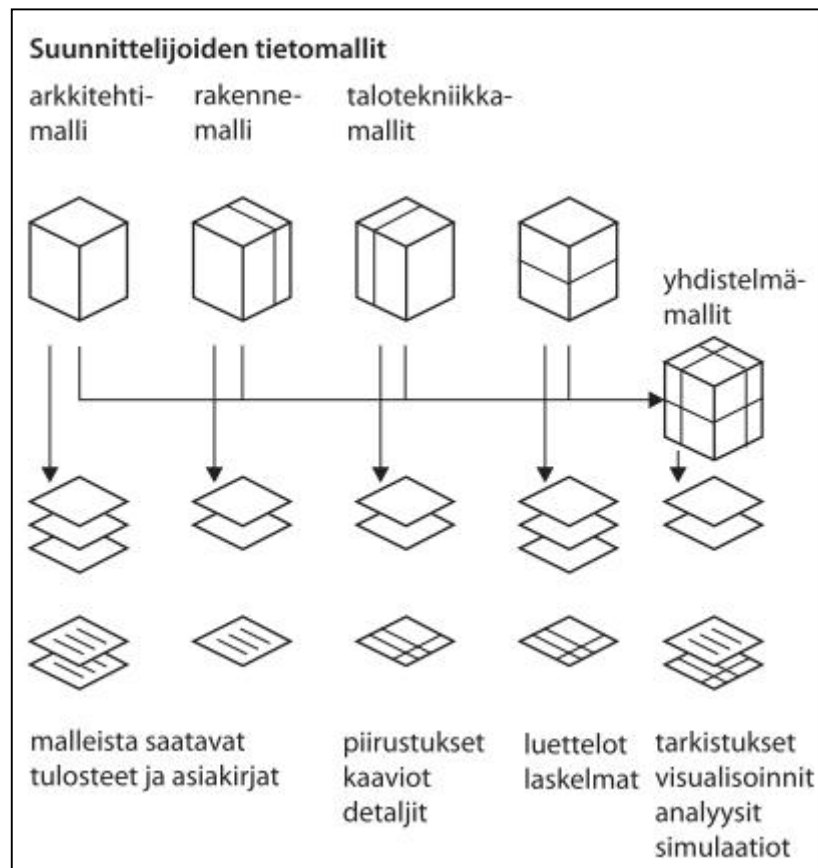 Suunnittelijoiden tietomallit
arkkitehti-
malli
rakenne-
malli
talotekniikka-
mallit
yhdistelmä-
mallit
malleista saatavat
tulosteet ja asiakirjat
piirustukset
kaaviot
detaljit
luettelot
laskelmat
tarkistukset
visualisoinnit
analyysit
simulaatiot